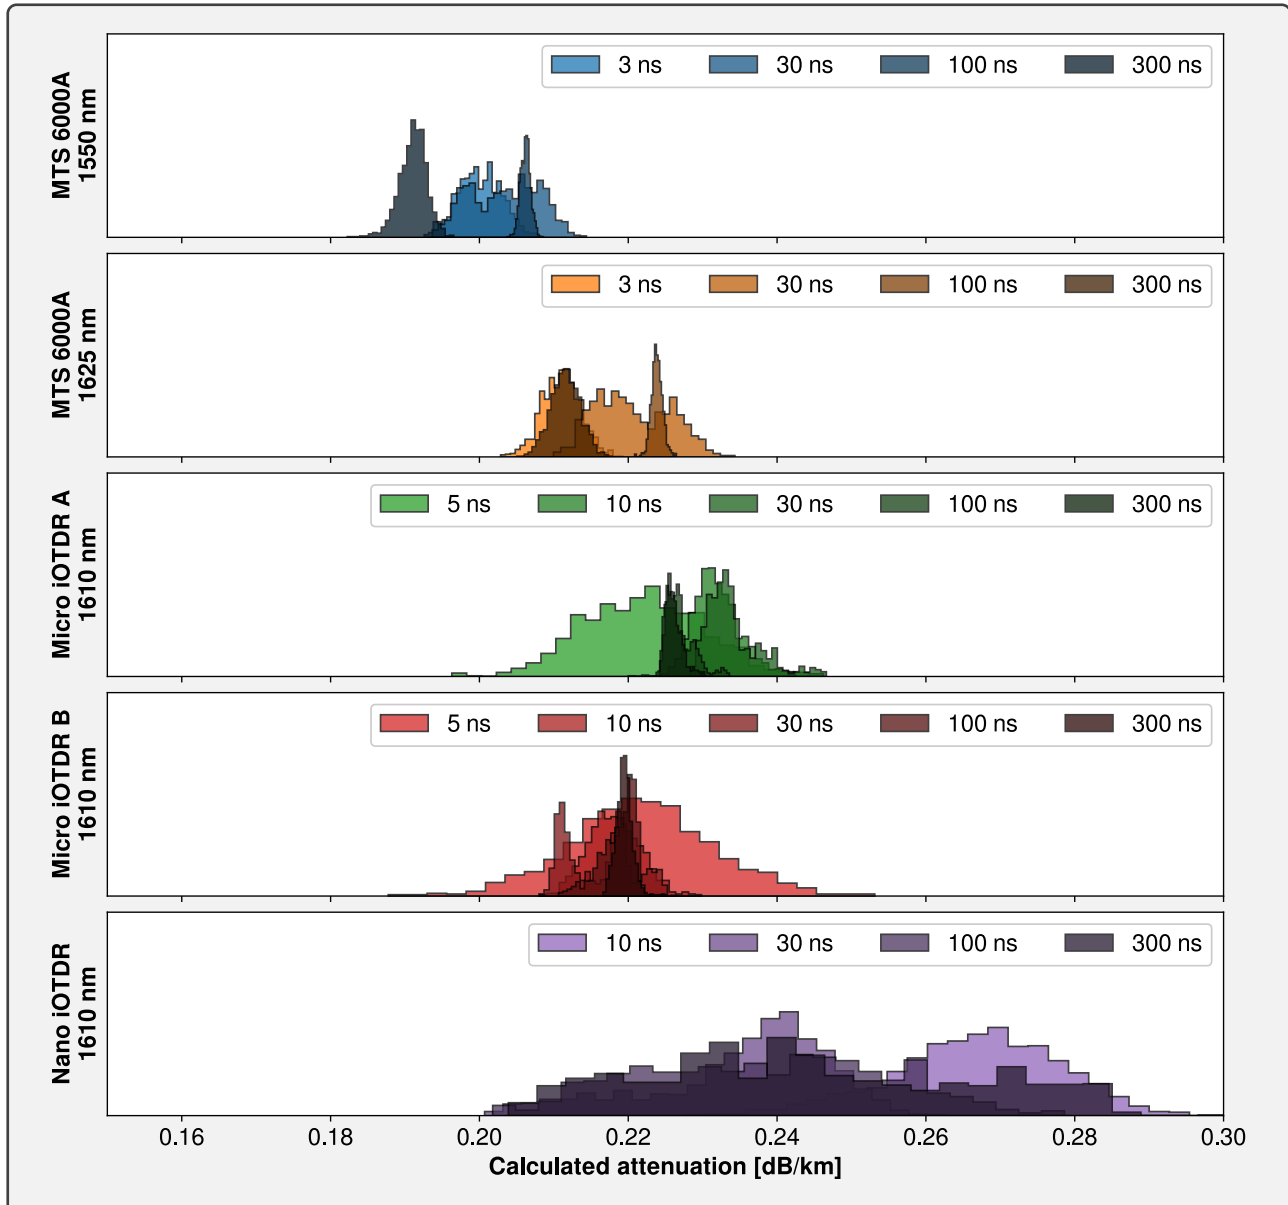 MTS 6000A
1550 nm
3 ns 30 ns 100 ns 300 ns
MTS 6000A
1625 nm
3 ns 30 ns 100 ns 300 ns
Micro iOTDR A
1610 nm
5 ns 10 ns 30 ns 100 ns 300 ns
Micro iOTDR B
1610 nm
5 ns 10 ns 30 ns 100 ns 300 ns
Nano iOTDR
1610 nm
10 ns 30 ns 100 ns 300 ns
0.16 0.18 0.20 0.22 0.24 0.26 0.28 0.30
Calculated attenuation [dB/km]